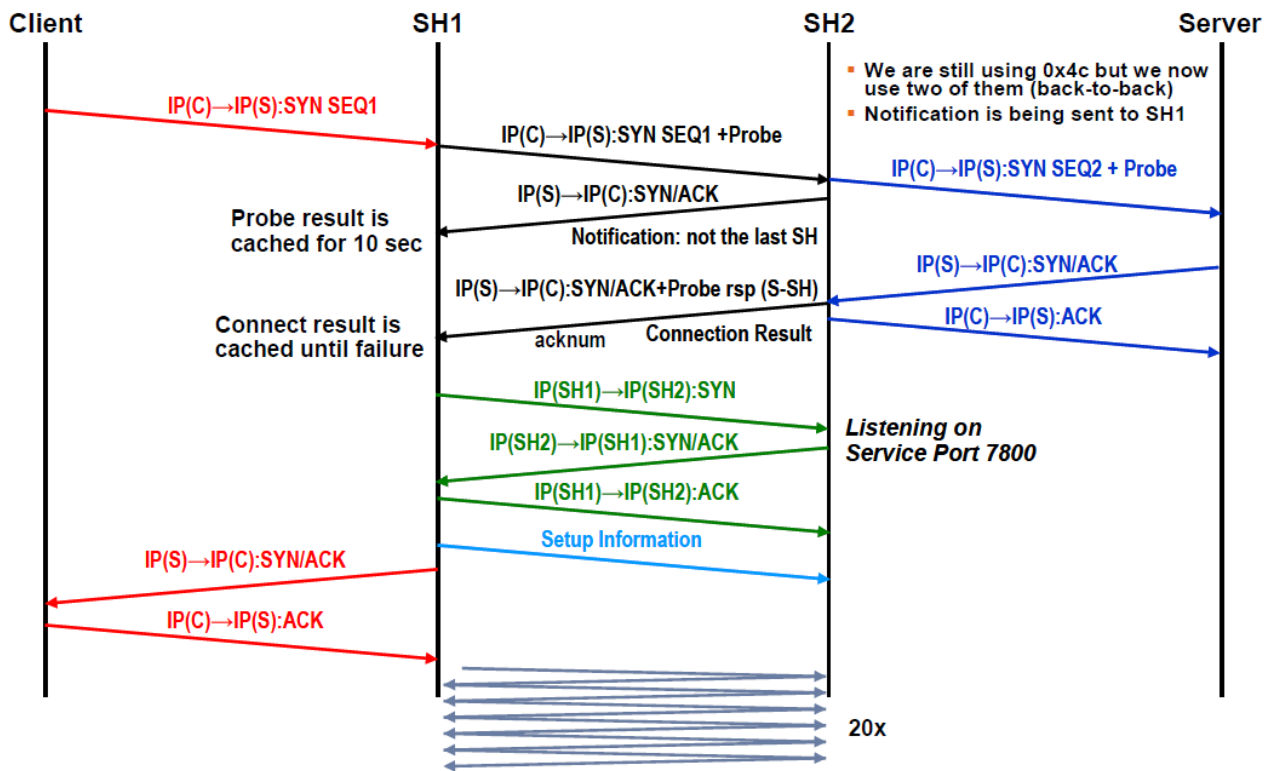 Client
SH1
SH2
Server
▪ We are still using 0x4c but we now
use two of them (back-to-back)
▪ Notification is being sent to SH1
IP(C)→IP(S):SYN SEQ1
IP(C)→IP(S):SYN SEQ1 +Probe
IP(C)→IP(S):SYN SEQ2 + Probe
IP(S)→IP(C):SYN/ACK
Probe result is
cached for 10 sec
Notification: not the last SH
IP(S)→IP(C):SYN/ACK
IP(S)→IP(C):SYN/ACK+Probe rsp (S-SH)
IP(C)→IP(S):ACK
Connect result is
cached until failure
acknum
Connection Result
IP(SH1)→IP(SH2):SYN
Listening on
Service Port 7800
IP(SH2)→IP(SH1):SYN/ACK
IP(SH1)→IP(SH2):ACK
Setup Information
IP(S)→IP(C):SYN/ACK
IP(C)→IP(S):ACK
20x